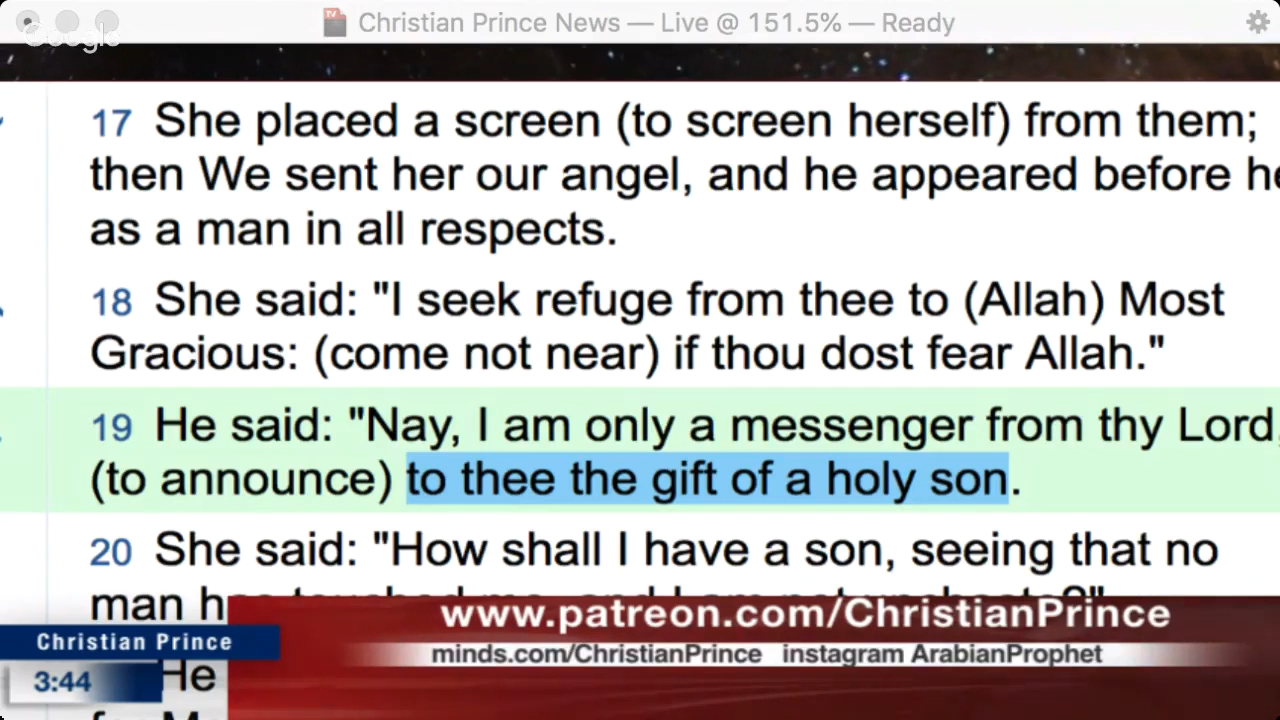 Christian Prince News — Live @ 151.5% — Ready
Google
17 She placed a screen (to screen herself) from them;
then We sent her our angel, and he appeared before he
as a man in all respects.
18 She said: "I seek refuge from thee to (Allah) Most
Gracious: (come not near) if thou dost fear Allah."
19 He said: "Nay, I am only a messenger from thy Lord,
(to announce) to thee the gift of a holy son.
20 She said: "How shall I have a son, seeing that no
man
www.patreon.com/ChristianPrince
Christian Prince
minds.com/ChristianPrince instagram ArabianProphet
3:44
He